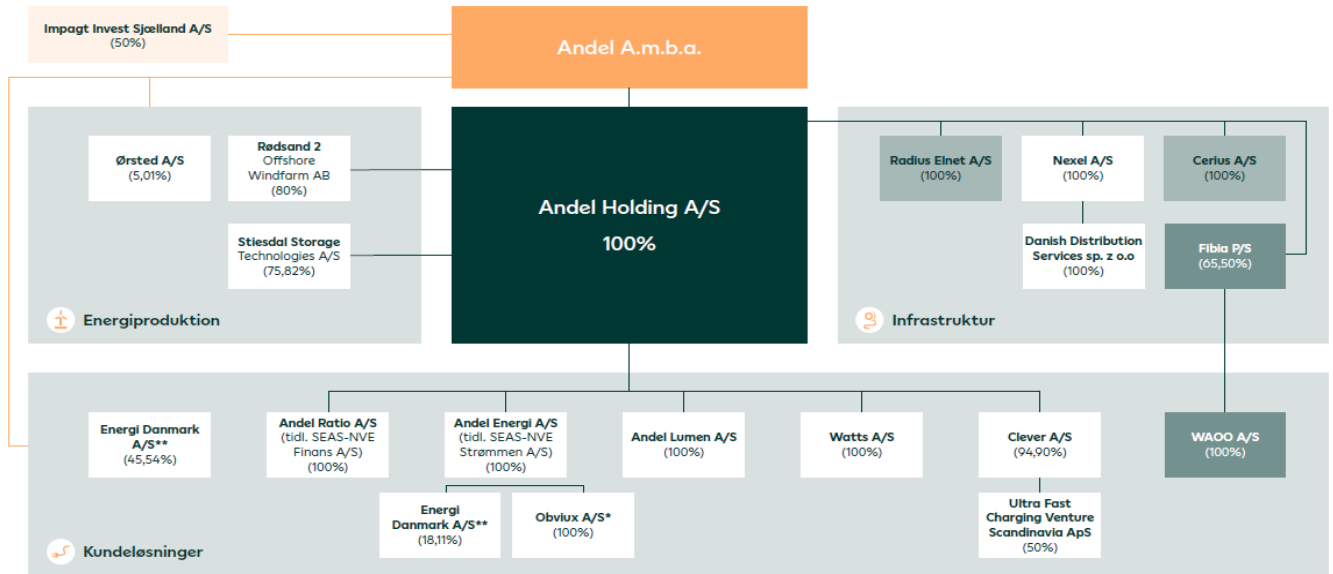 Impagt Invest Sjælland A/S
(50%)
Andel A.m.b.a.
Ørsted A/S
(5,01%)
Rødsand 2
Offshore
Windfarm AB
(80%)
Stiesdal Storage
Technologies A/S
(75,82%)
Energiproduktion
Andel Holding A/S
100%
Radius Elnet A/S
(100%)
Nexel A/S
(100%)
Cerius A/S
(100%)
Danish Distribution
Services sp. z o.o
(100%)
Fibia P/S
(65,50%)
Infrastruktur
Energi Danmark
A/S**
(45,54%)
Andel Ratio A/S
(tidl. SEAS-NVE
Finans A/S)
(100%)
Andel Energi A/S
(tidl. SEAS-NVE
Strømmen A/S)
(100%)
Andel Lumen A/S
(100%)
Watts A/S
(100%)
Clever A/S
(94,90%)
WAOO A/S
(100%)
Energi
Danmark A/S**
(18,11%)
Obviux A/S*
(100%)
Ultra Fast
Charging Venture
Scandinavia ApS
(50%)
Kundeløsninger